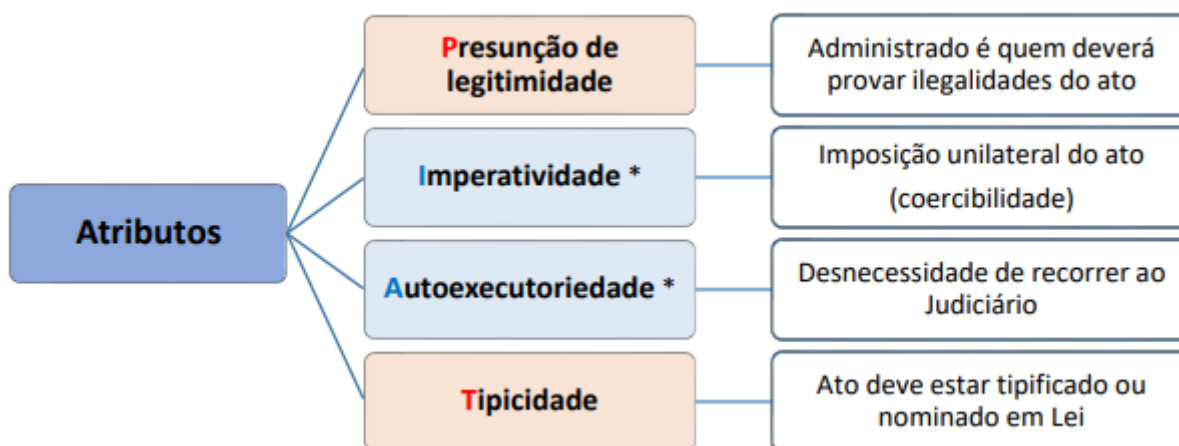 Atributos
Presunção de
legitimidade
Administrado é quem deverá
provar ilegalidades do ato
Imperatividade *
Imposição unilateral do ato
(coercibilidade)
Autoexecutoriedade *
Desnecessidade de recorrer ao
Judiciário
Tipicidade
Ato deve estar tipificado ou
nominado em Lei